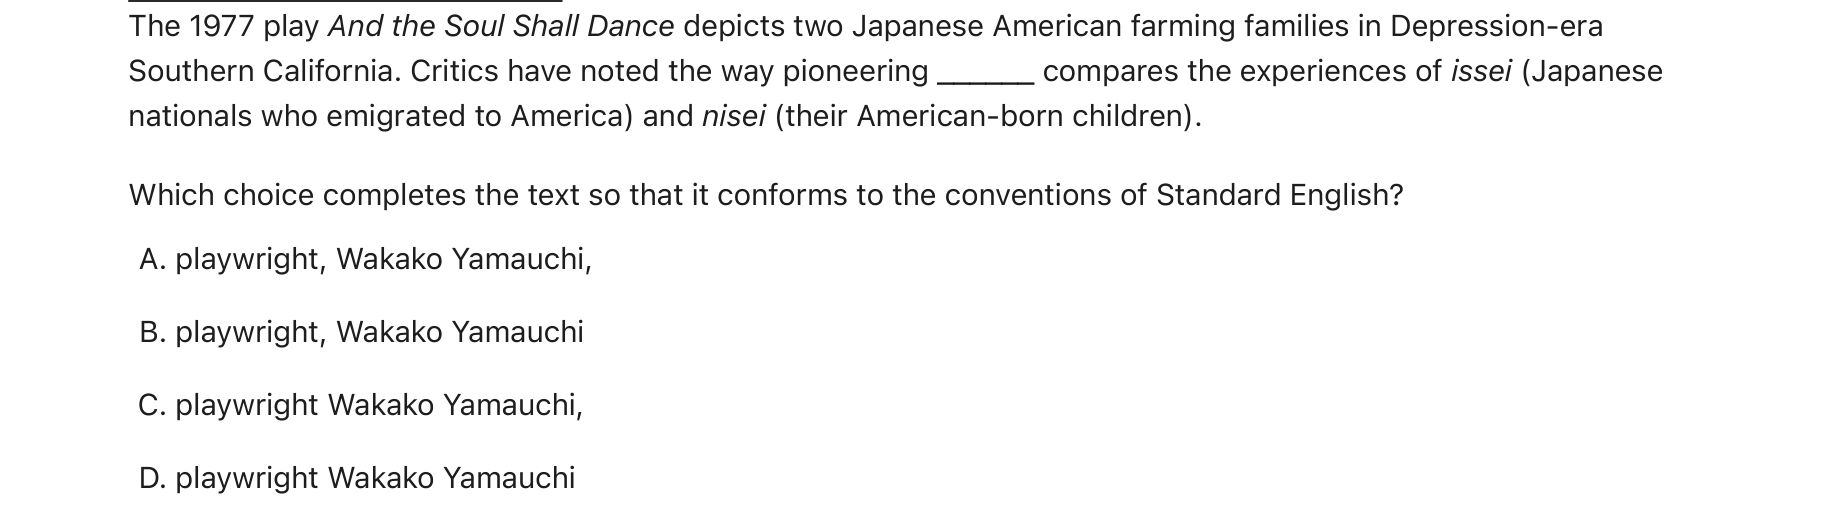 The 1977 play And the Soul Shall Dance depicts two Japanese American farming families in Depression-era
Southern California. Critics have noted the way pioneering ______ compares the experiences of issei (Japanese
nationals who emigrated to America) and nisei (their American-born children).
Which choice completes the text so that it conforms to the conventions of Standard English?
A. playwright, Wakako Yamauchi,
B. playwright, Wakako Yamauchi
C. playwright Wakako Yamauchi,
D. playwright Wakako Yamauchi